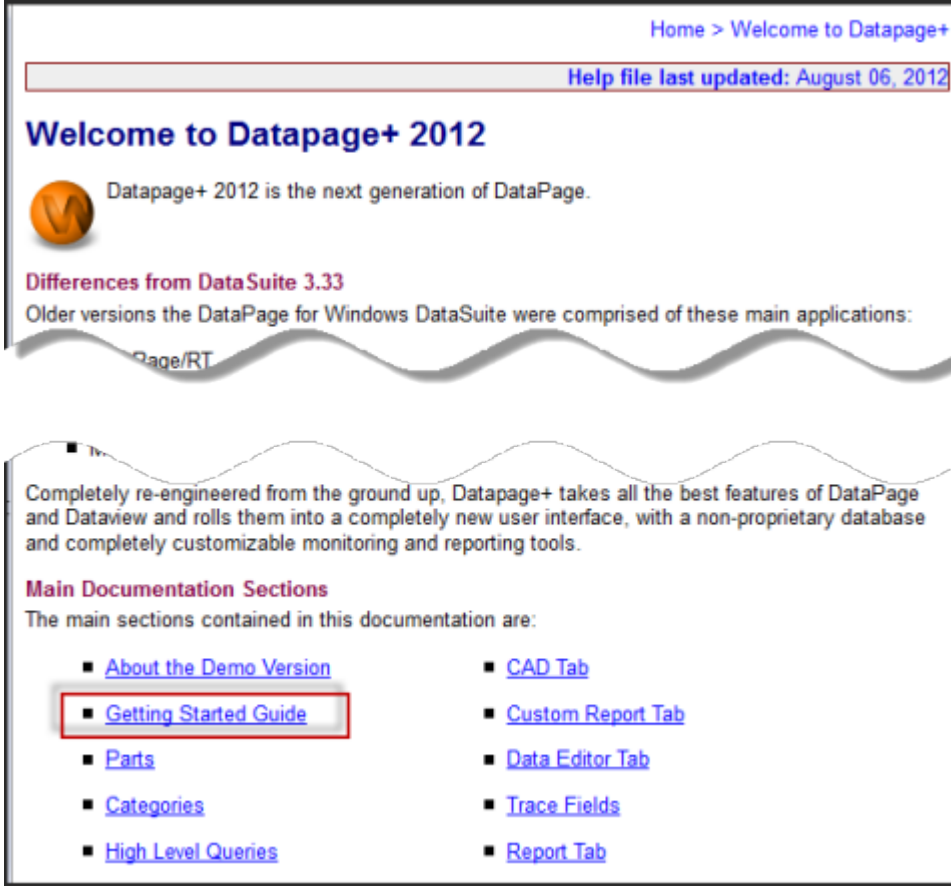 Home > Welcome to Datapage+
Help file last updated: August 06, 2012
Welcome to Datapage+ 2012
Datapage+ 2012 is the next generation of DataPage.
Differences from DataSuite 3.33
Older versions the DataPage for Windows DataSuite were comprised of these main applications:
Page/RT
Completely re-engineered from the ground up, Datapage+ takes all the best features of DataPage
and Dataview and rolls them into a completely new user interface, with a non-proprietary database
and completely customizable monitoring and reporting tools.
Main Documentation Sections
The main sections contained in this documentation are:
About the Demo Version
Getting Started Guide
Parts
Categories
High Level Queries
CAD Tab
Custom Report Tab
Data Editor Tab
Trace Fields
Report Tab